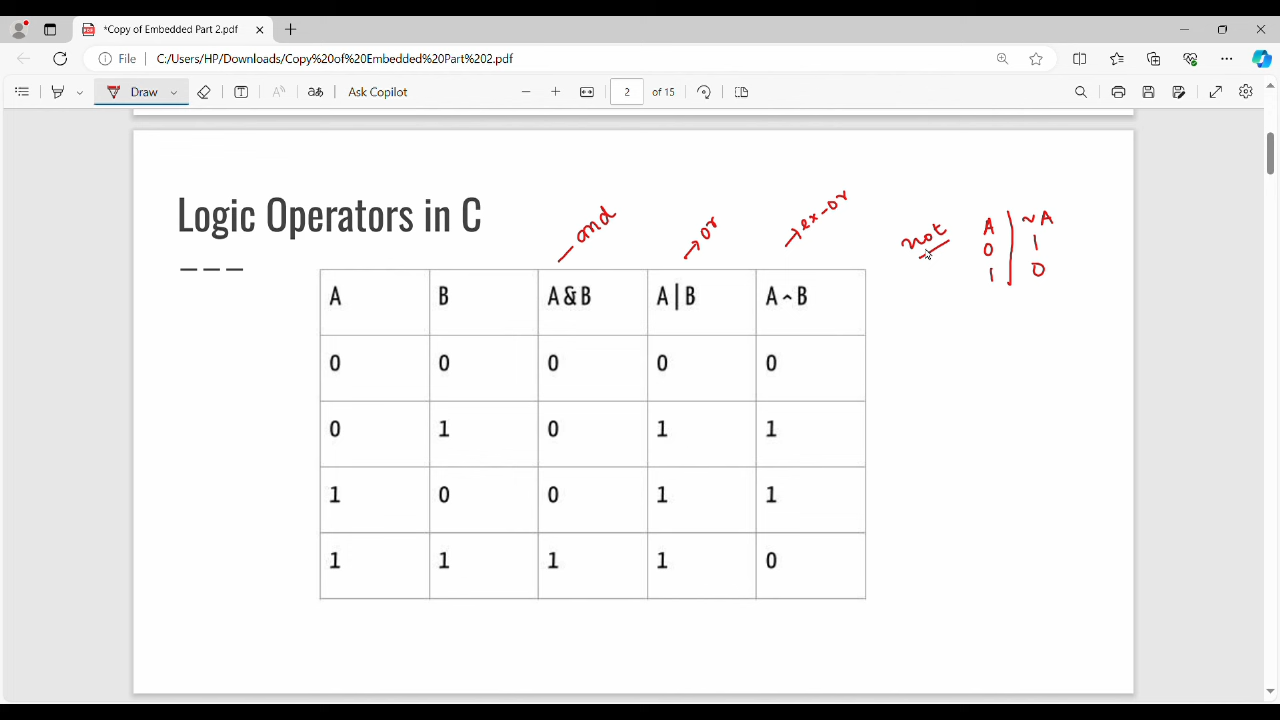 *Copy of Embedded Part 2.pdf
File C:/Users/HP/Downloads/Copy%20of%20Embedded%20Part%202.pdf
Draw Ask Copilot 2 of 15
Logic Operators in C
and or ex-or not
A ~A
0 1
1 0
A B A & B A | B A ^ B
0 0 0 0 0
0 1 0 1 1
1 0 0 1 1
1 1 1 1 0